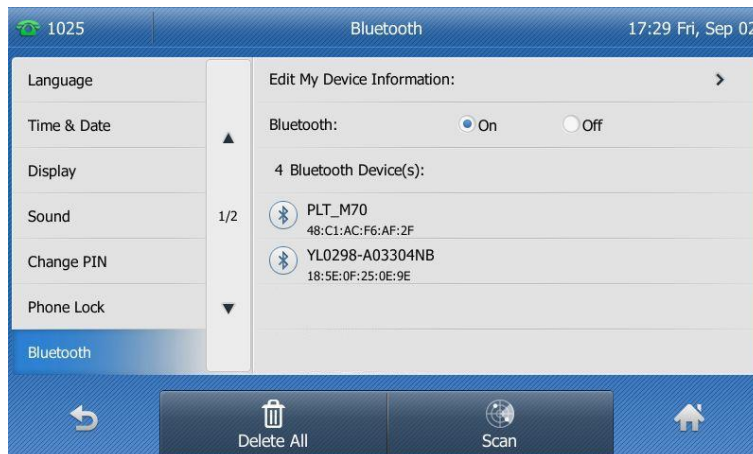 1025 Bluetooth 17:29 Fri, Sep 02
Language
Time & Date
Display
Sound
Change PIN
Phone Lock
Bluetooth
1/2
Edit My Device Information:
Bluetooth: On Off
4 Bluetooth Device(s):
PLT_M70
48:C1:AC:F6:AF:2F
YL0298-A03304NB
18:5E:0F:25:0E:9E
Delete All Scan